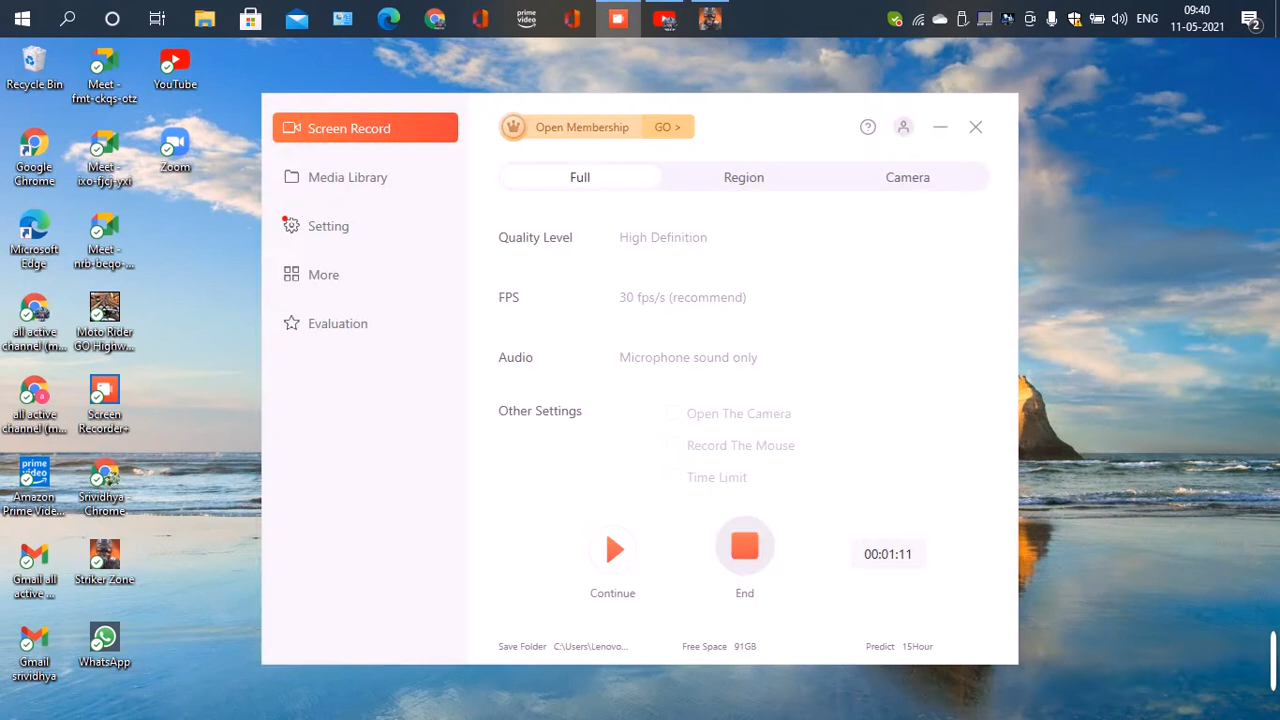 prime video
ENG
09:40
11-05-2021
2
Recycle Bin
Meet -
fmt-ckqs-otz
YouTube
Google
Chrome
Meet -
ixo-fjcj-yxi
Zoom
Microsoft
Edge
Meet -
nrb-beqo-...
all active
channel (m...
Moto Rider
GO Highw...
all active
channel (m...
Screen
Recorder+
prime video
Amazon
Prime Vide...
Srividhya -
Chrome
Gmail all
active ...
Striker Zone
Gmail
srividhya
WhatsApp
Screen Record
Media Library
Setting
More
Evaluation
Open Membership
GO >
Full
Region
Camera
Quality Level
High Definition
FPS
30 fps/s (recommend)
Audio
Microphone sound only
Other Settings
Open The Camera
Record The Mouse
Time Limit
Continue
End
00:01:11
Save Folder C:\Users\Lenovo...
Free Space 91GB
Predict 15Hour